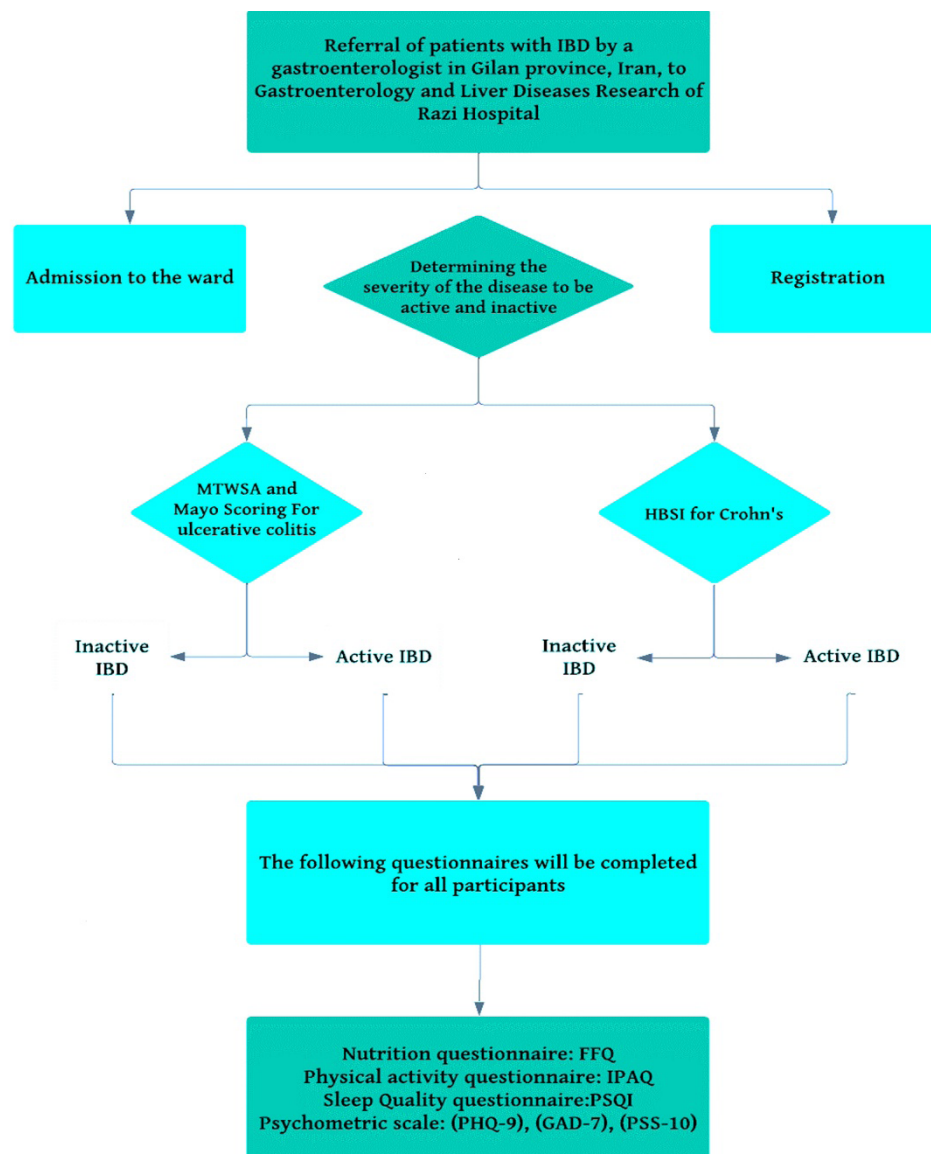 Referral of patients with IBD by a
gastroenterologist in Gilan province, Iran, to
Gastroenterology and Liver Diseases Research of
Razi Hospital
Admission to the ward
Determining the
severity of the disease to be
active and inactive
Registration
MTWSA and
Mayo Scoring For
ulcerative colitis
HBSI for Crohn's
Inactive
IBD
Active IBD
Inactive
IBD
Active IBD
The following questionnaires will be completed
for all participants
Nutrition questionnaire: FFQ
Physical activity questionnaire: IPAQ
Sleep Quality questionnaire:PSQI
Psychometric scale: (PHQ-9), (GAD-7), (PSS-10)